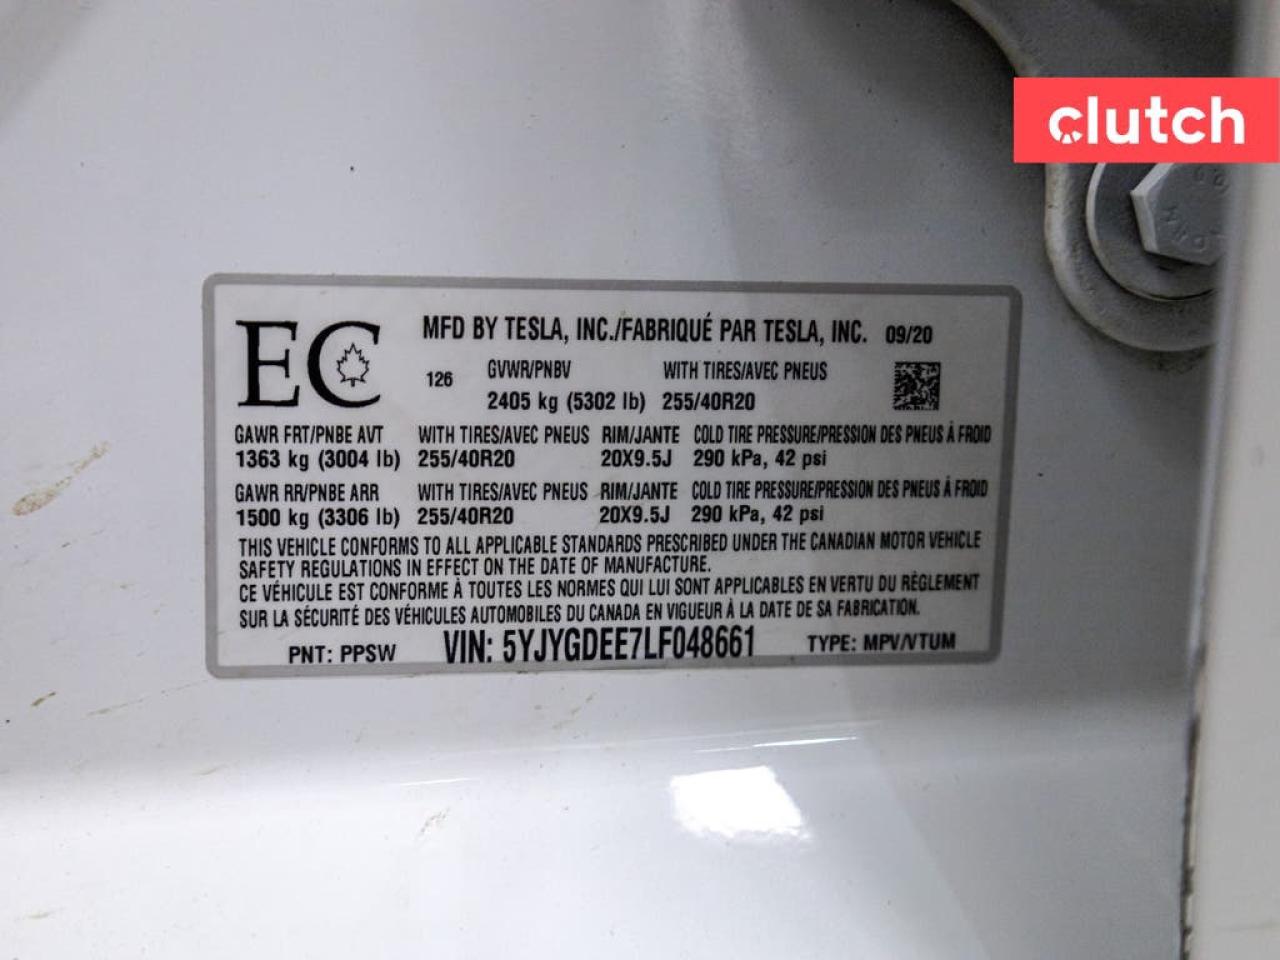 clutch
EC
MFD BY TESLA, INC./FABRIQUÉ PAR TESLA, INC. 09/20
126 GVWR/PNBV WITH TIRES/AVEC PNEUS
2405 kg (5302 lb) 255/40R20
GAWR FRT/PNBE AVT WITH TIRES/AVEC PNEUS RIM/JANTE COLD TIRE PRESSURE/PRESSION DES PNEUS À FROID
1363 kg (3004 lb) 255/40R20 20X9.5J 290 kPa, 42 psi
GAWR RR/PNBE ARR WITH TIRES/AVEC PNEUS RIM/JANTE COLD TIRE PRESSURE/PRESSION DES PNEUS À FROID
1500 kg (3306 lb) 255/40R20 20X9.5J 290 kPa, 42 psi
THIS VEHICLE CONFORMS TO ALL APPLICABLE STANDARDS PRESCRIBED UNDER THE CANADIAN MOTOR VEHICLE
SAFETY REGULATIONS IN EFFECT ON THE DATE OF MANUFACTURE.
CE VÉHICULE EST CONFORME À TOUTES LES NORMES QUI LUI SONT APPLICABLES EN VERTU DU RÈGLEMENT
SUR LA SÉCURITÉ DES VÉHICULES AUTOMOBILES DU CANADA EN VIGUEUR À LA DATE DE SA FABRICATION.
PNT: PPSW VIN: 5YJYGDEE7LF048661 TYPE: MPV/VTUM